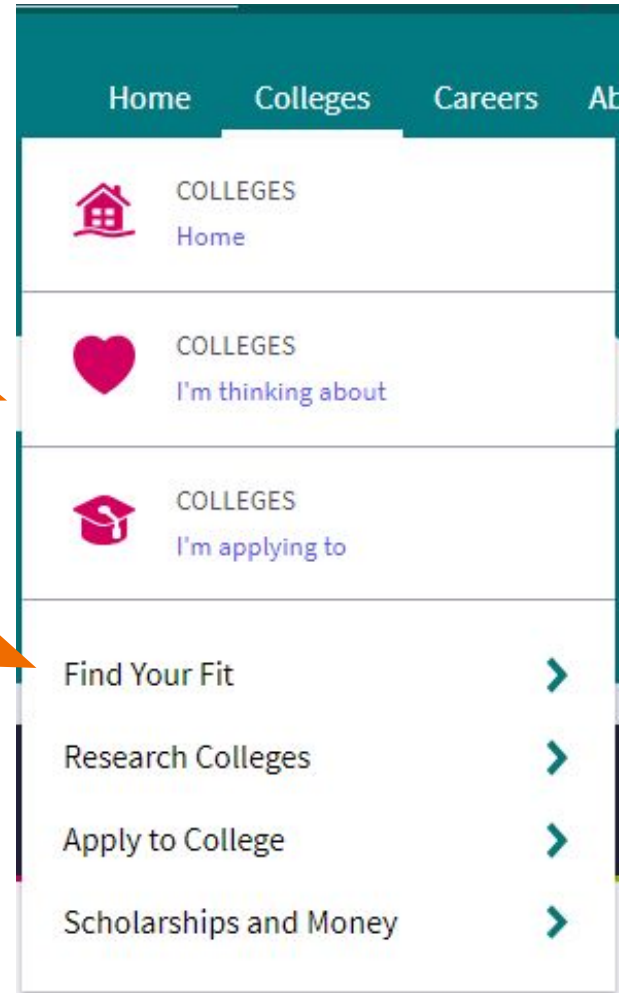 Home Colleges Careers Ab
COLLEGES
Home
COLLEGES
I'm thinking about
COLLEGES
I'm applying to
Find Your Fit
Research Colleges
Apply to College
Scholarships and Money